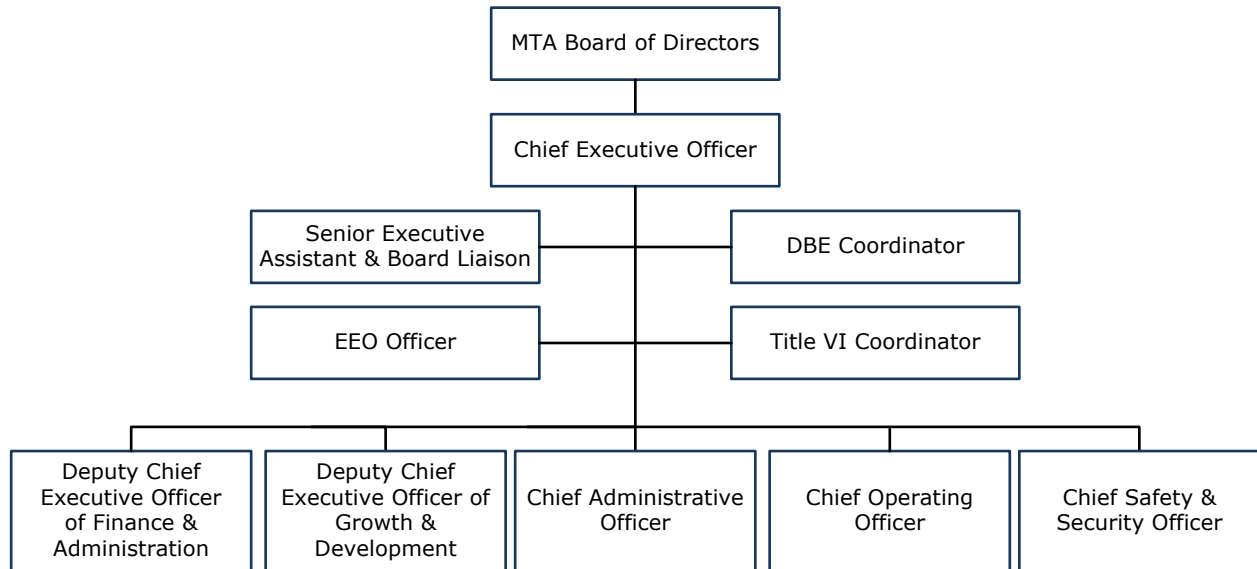 MTA Board of Directors
Chief Executive Officer
Senior Executive
Assistant & Board Liaison
DBE Coordinator
EEO Officer
Title VI Coordinator
Deputy Chief
Executive Officer
of Finance &
Administration
Deputy Chief
Executive Officer of
Growth &
Development
Chief Administrative
Officer
Chief Operating
Officer
Chief Safety &
Security Officer